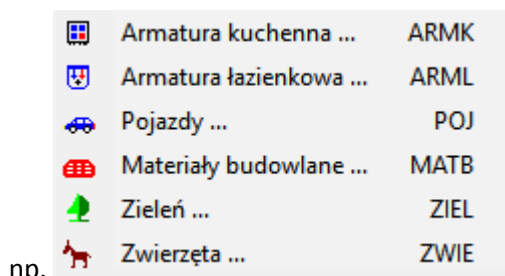 Armatura kuchenna ... ARMK
Armatura łazienkowa ... ARML
Pojazdy ... POJ
Materiały budowlane ... MATB
Zieleń ... ZIEL
np. Zwierzęta ... ZWIE